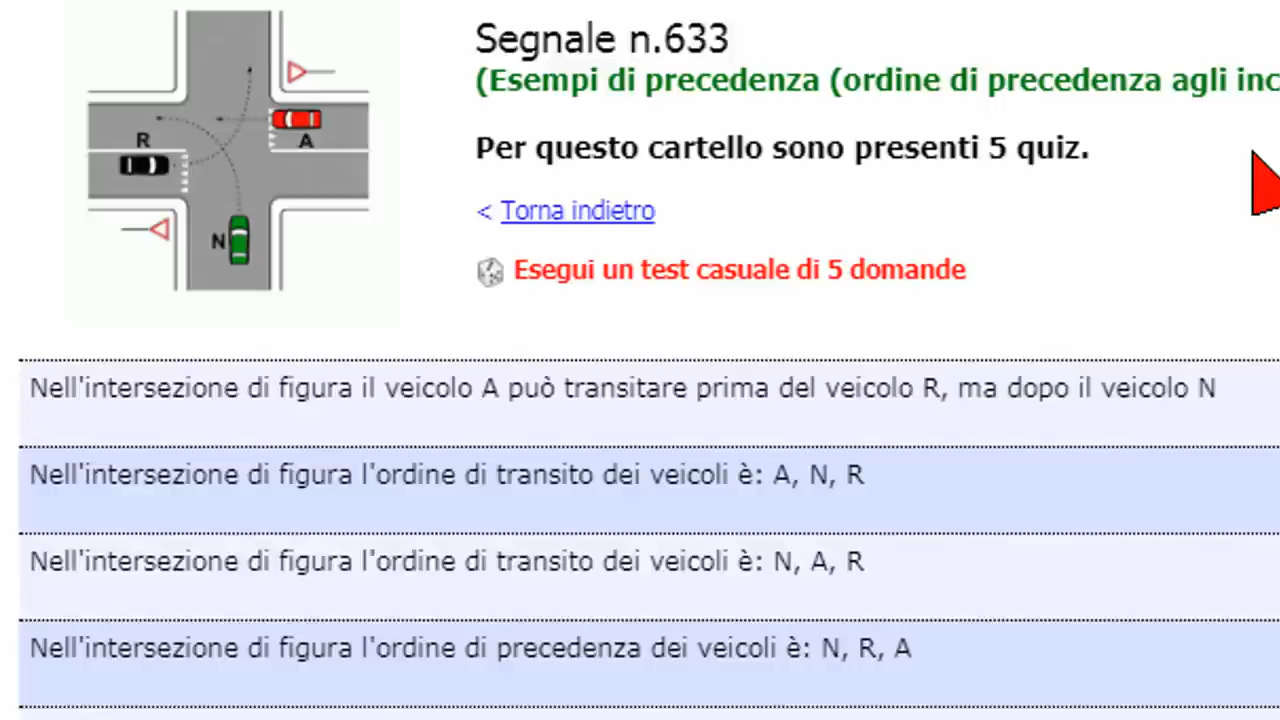 Segnale n.633
(Esempi di precedenza (ordine di precedenza agli inc
Per questo cartello sono presenti 5 quiz.
< Torna indietro
Esegui un test casuale di 5 domande
R
A
N
Nell'intersezione di figura il veicolo A può transitare prima del veicolo R, ma dopo il veicolo N
Nell'intersezione di figura l'ordine di transito dei veicoli è: A, N, R
Nell'intersezione di figura l'ordine di transito dei veicoli è: N, A, R
Nell'intersezione di figura l'ordine di precedenza dei veicoli è: N, R, A